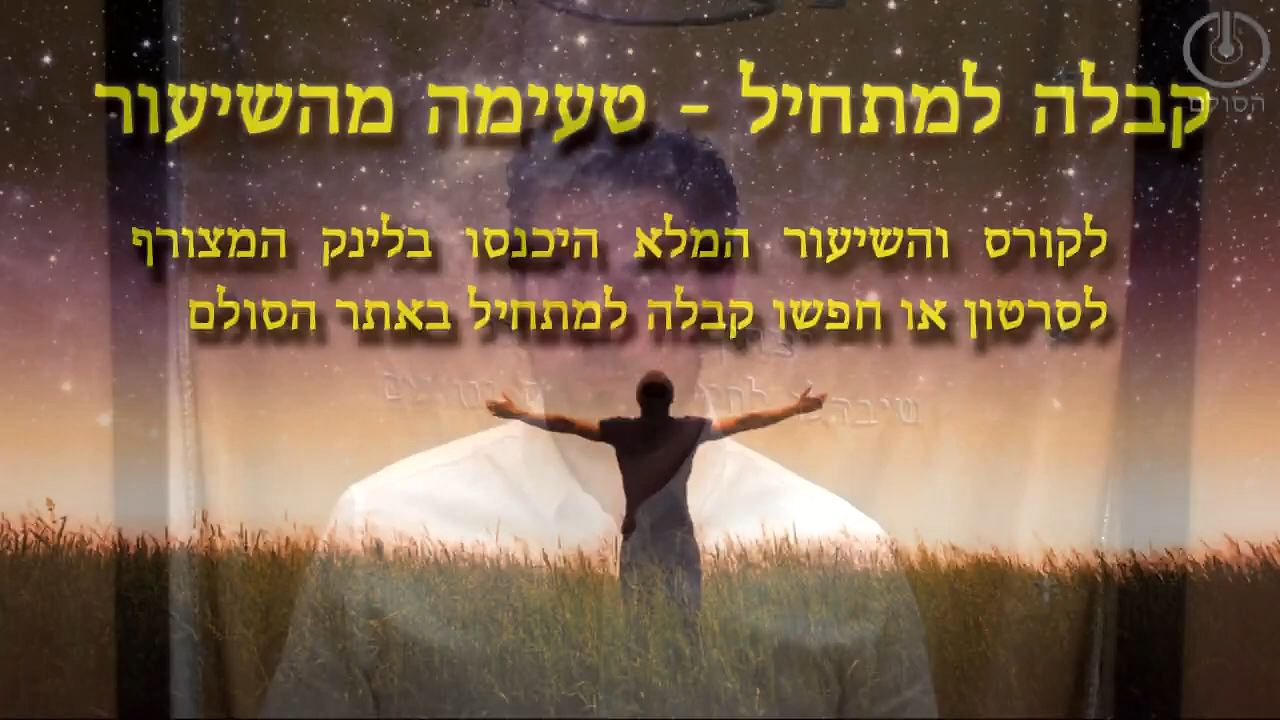 הסולם
קבלה למתחיל - טעימה מהשיעור
לקורס והשיעור המלא היכנסו בלינק המצורף
לסרטון או חפשו קבלה למתחיל באתר הסולם